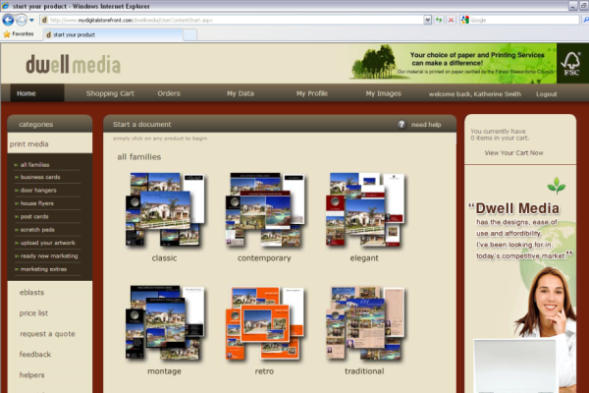 start your product - Windows Internet Explorer
http://www.mydigitalstorefront.com/dwellmedia/UserContentStart.aspx
Google
Favorites
start your product
dwell media
Your choice of paper and Printing Services
can make a difference!
Our material is printed on paper certified by the Forest Stewardship Council
FSC
Home
Shopping Cart
Orders
My Data
My Profile
My Images
welcome back, Katherine Smith
Logout
categories
print media
all families
business cards
door hangers
house flyers
post cards
scratch pads
upload your artwork
ready now marketing
marketing extras
eblasts
price list
request a quote
feedback
helpers
Start a document
? need help
simply click on any product to begin
all families
classic
contemporary
elegant
montage
retro
traditional
You currently have
0 items in your cart.
View Your Cart Now
"Dwell Media
has the designs, ease of
use and affordability
I've been looking for in
today's competitive market"